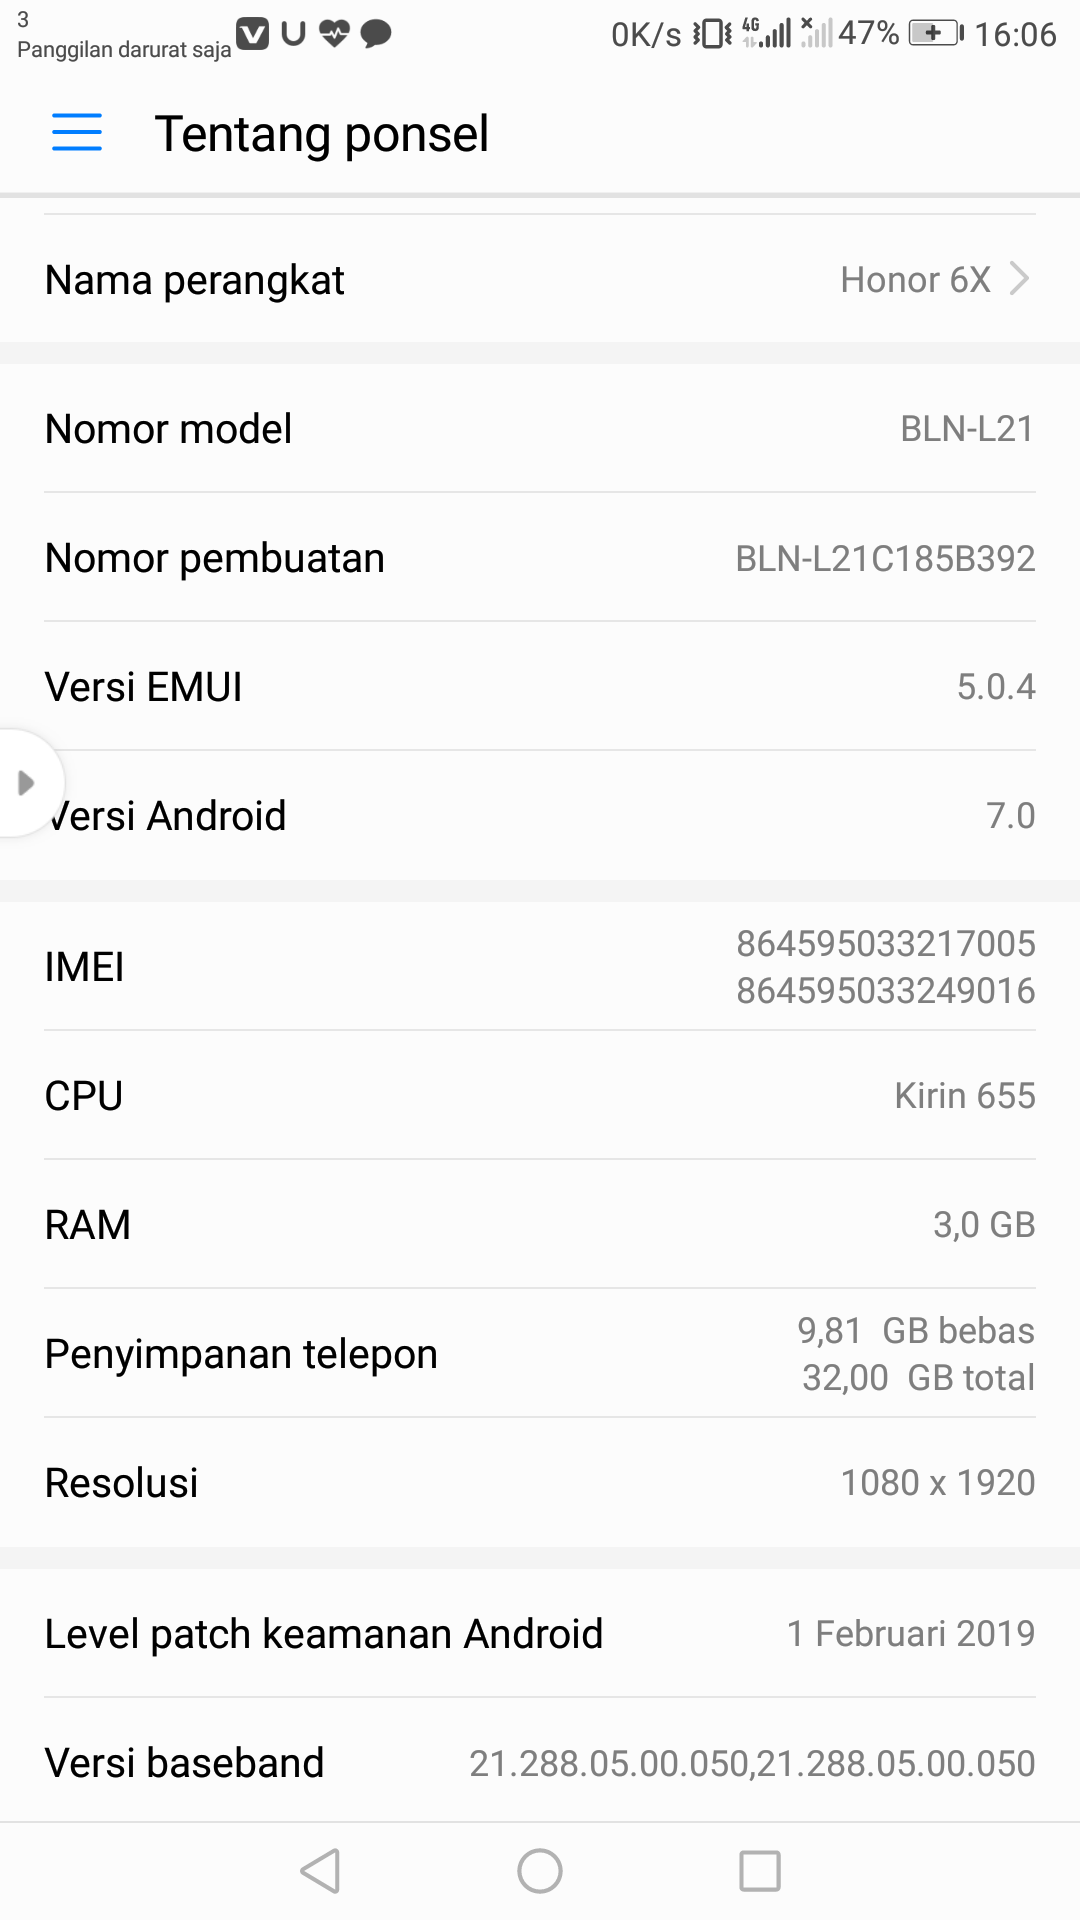 3
Panggilan darurat saja
0K/s 4G 47% 16:06
Tentang ponsel
Nama perangkat Honor 6X
Nomor model BLN-L21
Nomor pembuatan BLN-L21C185B392
Versi EMUI 5.0.4
Versi Android 7.0
IMEI 864595033217005
864595033249016
CPU Kirin 655
RAM 3,0 GB
Penyimpanan telepon 9,81 GB bebas
32,00 GB total
Resolusi 1080 x 1920
Level patch keamanan Android 1 Februari 2019
Versi baseband 21.288.05.00.050,21.288.05.00.050